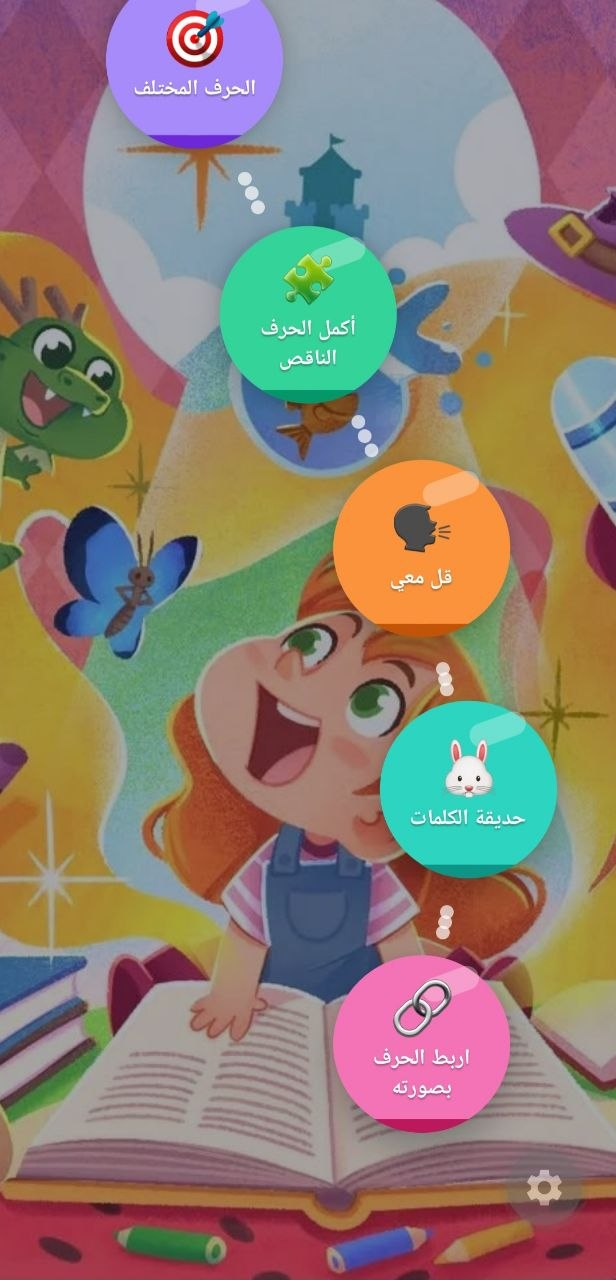 الحرف المختلف
أكمل الحرف
الناقص
قل معي
حديقة الكلمات
اربط الحرف
بصورته